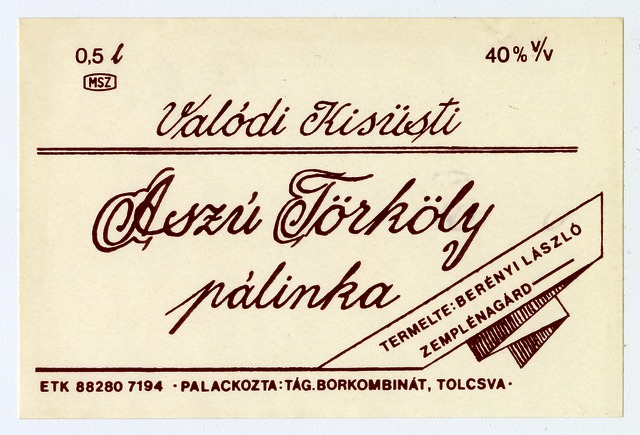 0,5 l
40% v/v
MSZ
Valódi Kisüsti
Aszú Törköly
pálinka
TERMELTE: BERÉNYI LÁSZLÓ
ZEMPLÉNAGÁRD
ETK 88280 7194 · PALACKOZTA: TÁG. BORKOMBINÁT, TOLCSVA ·